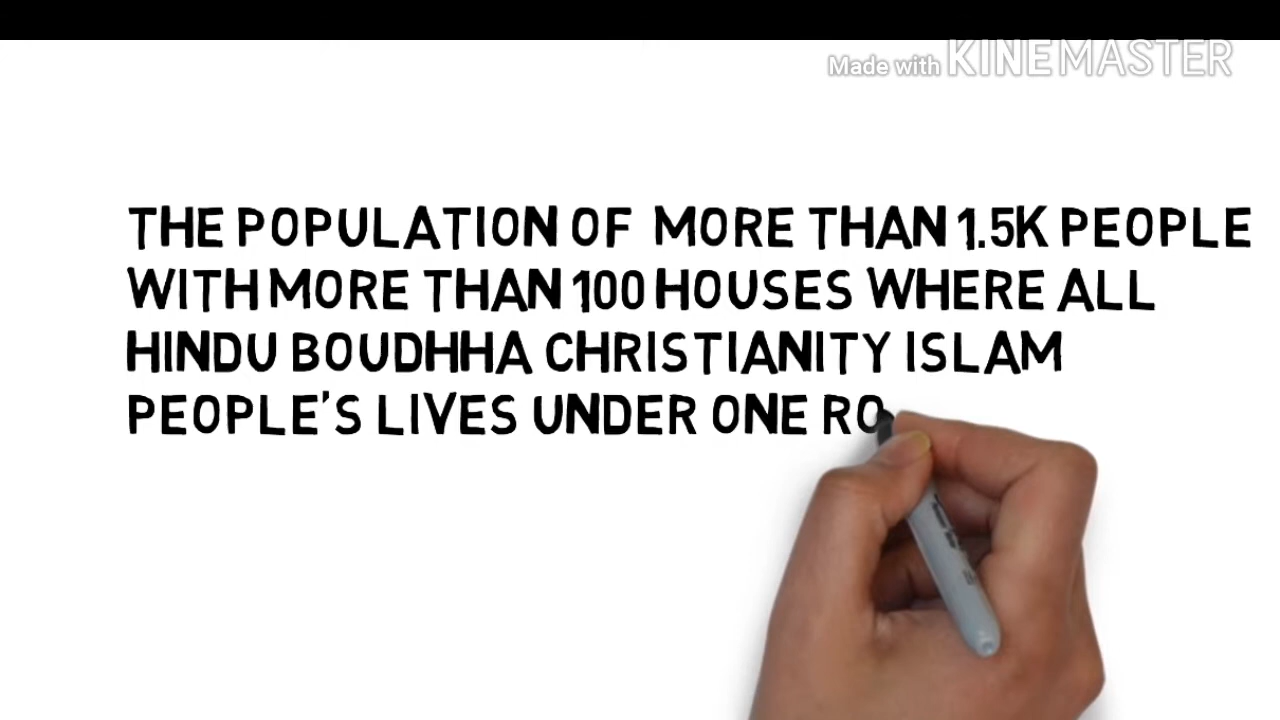 Made with KINEMASTER
THE POPULATION OF MORE THAN 1.5K PEOPLE
WITH MORE THAN 100 HOUSES WHERE ALL
HINDU BOUDHHA CHRISTIANITY ISLAM
PEOPLE'S LIVES UNDER ONE RO